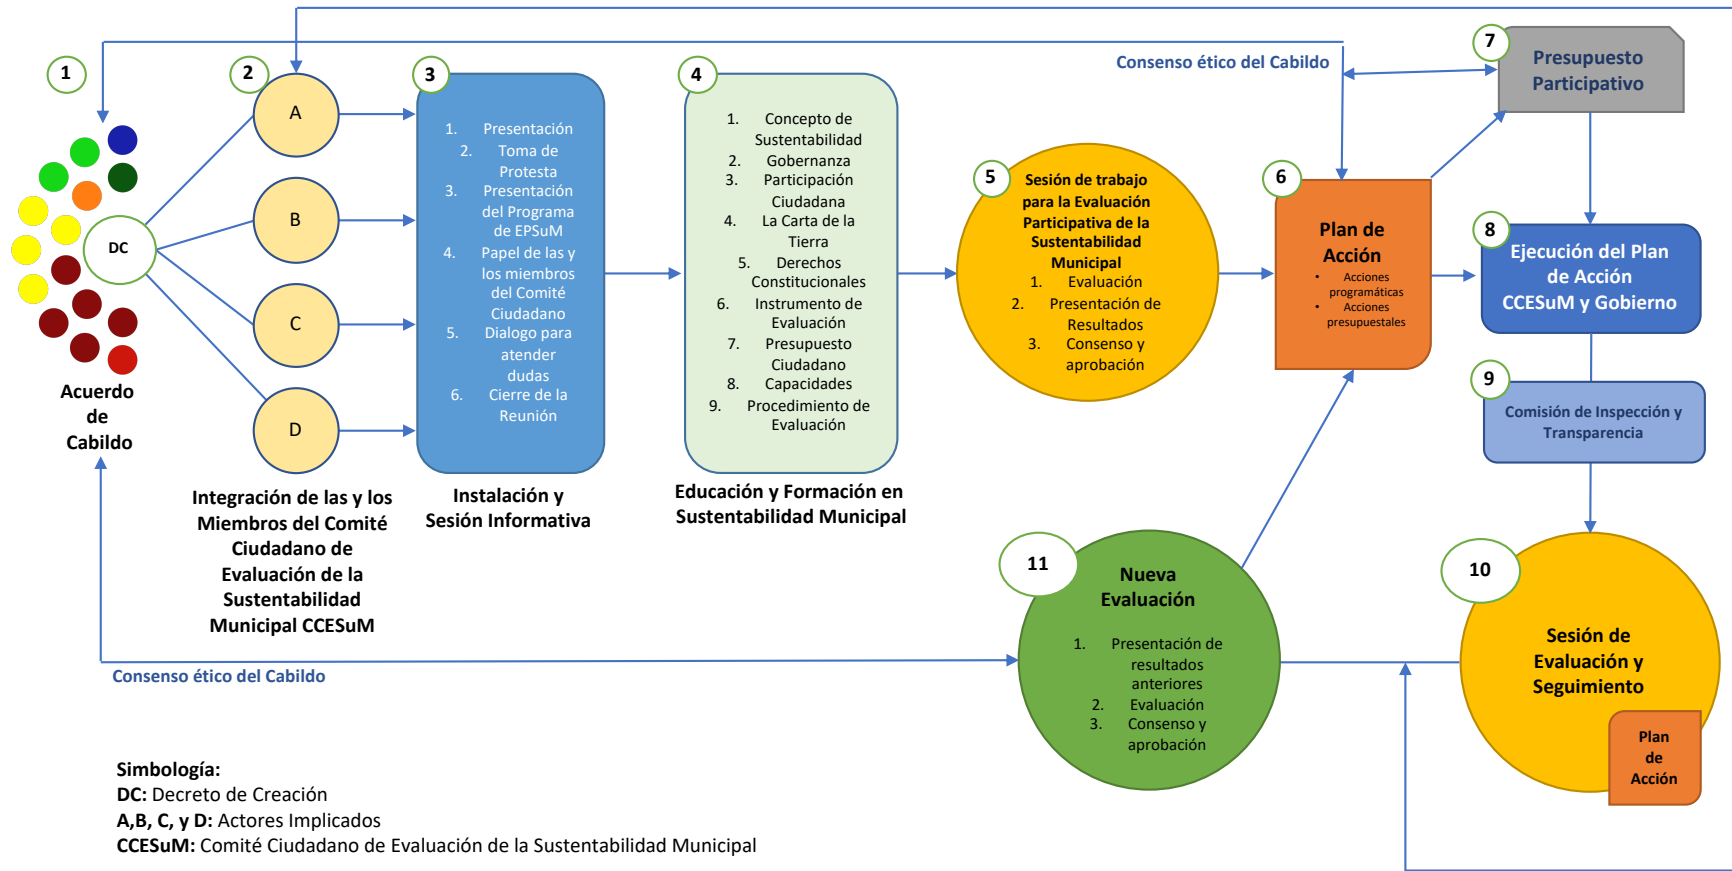 1
DC
Acuerdo
de
Cabildo
2
A
B
C
D
Integración de las y los
Miembros del Comité
Ciudadano de
Evaluación de la
Sustentabilidad
Municipal CCESuM
3
1. Presentación
2. Toma de
Protesta
3. Presentación
del Programa
de EPSuM
4. Papel de las y
los miembros
del Comité
Ciudadano
5. Dialogo para
atender
dudas
6. Cierre de la
Reunión
Instalación y
Sesión Informativa
4
1. Concepto de
Sustentabilidad
2. Gobernanza
3. Participación
Ciudadana
4. La Carta de la
Tierra
5. Derechos
Constitucionales
6. Instrumento de
Evaluación
7. Presupuesto
Ciudadano
8. Capacidades
9. Procedimiento de
Evaluación
Educación y Formación en
Sustentabilidad Municipal
5
Sesión de trabajo
para la Evaluación
Participativa de la
Sustentabilidad
Municipal
1. Evaluación
2. Presentación de
Resultados
3. Consenso y
aprobación
Consenso ético del Cabildo
6
Plan de
Acción
• Acciones
programáticas
• Acciones
presupuestales
7
Presupuesto
Participativo
8
Ejecución del Plan
de Acción
CCESuM y Gobierno
9
Comisión de Inspección y
Transparencia
10
Sesión de
Evaluación y
Seguimiento
Plan
de
Acción
11
Nueva
Evaluación
1. Presentación de
resultados
anteriores
2. Evaluación
3. Consenso y
aprobación
Consenso ético del Cabildo
Simbología:
DC: Decreto de Creación
A,B, C, y D: Actores Implicados
CCESuM: Comité Ciudadano de Evaluación de la Sustentabilidad Municipal